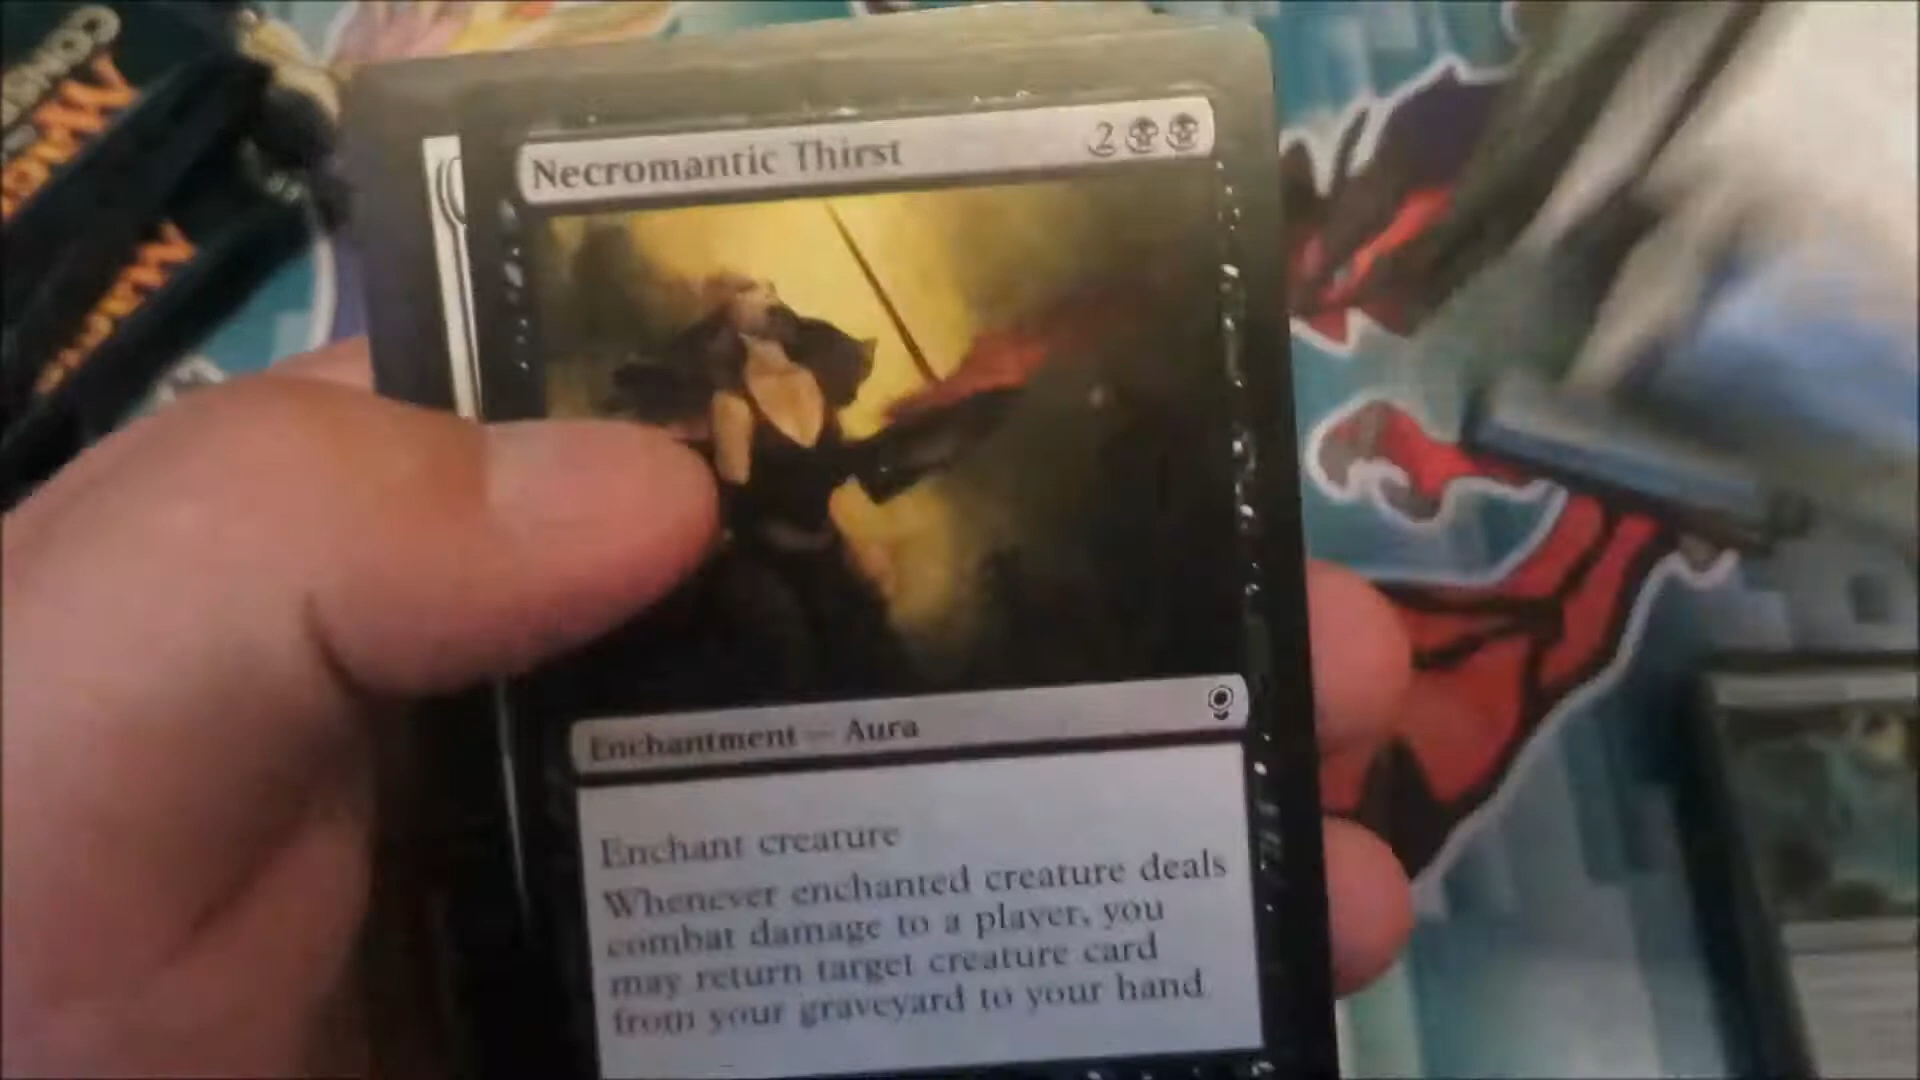 Necromantic Thirst 2
Enchantment — Aura
Enchant creature
Whenever enchanted creature deals
combat damage to a player, you
may return target creature card
from your graveyard to your hand